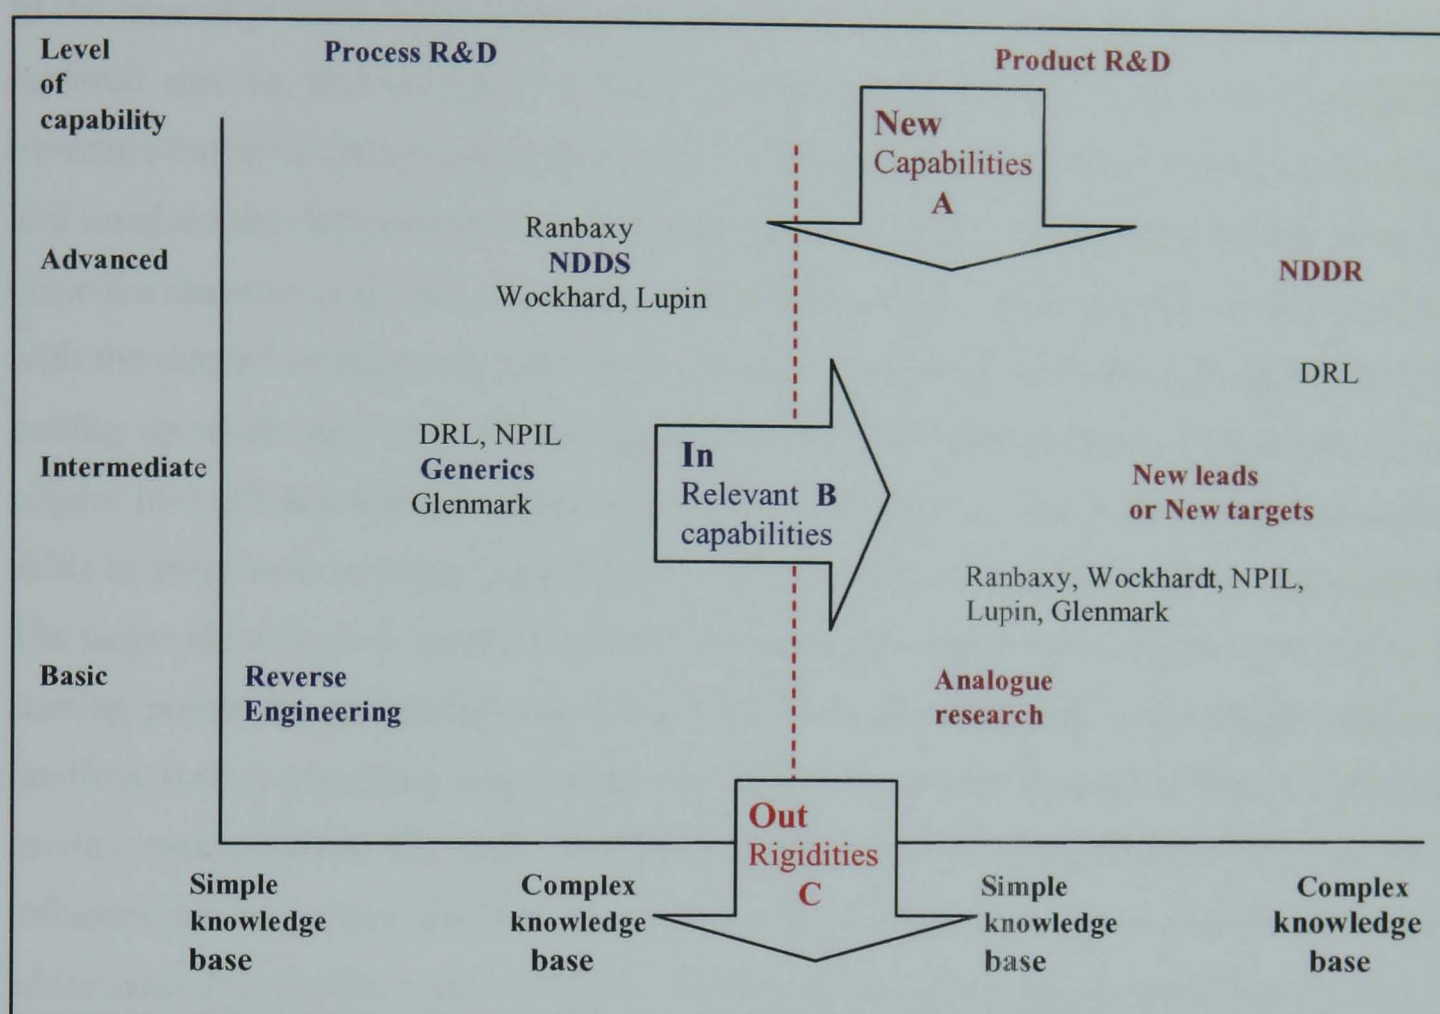 Level
of
capability
Process R&D
Product R&D
New
Capabilities
A
Advanced
Ranbaxy
NDDS
Wockhard, Lupin
NDDR
DRL
Intermediate
DRL, NPIL
Generics
Glenmark
In
Relevant B
capabilities
New leads
or New targets
Ranbaxy, Wockhardt, NPIL,
Lupin, Glenmark
Basic
Reverse
Engineering
Analogue
research
Out
Rigidities
C
Simple
knowledge
base
Complex
knowledge
base
Simple
knowledge
base
Complex
knowledge
base